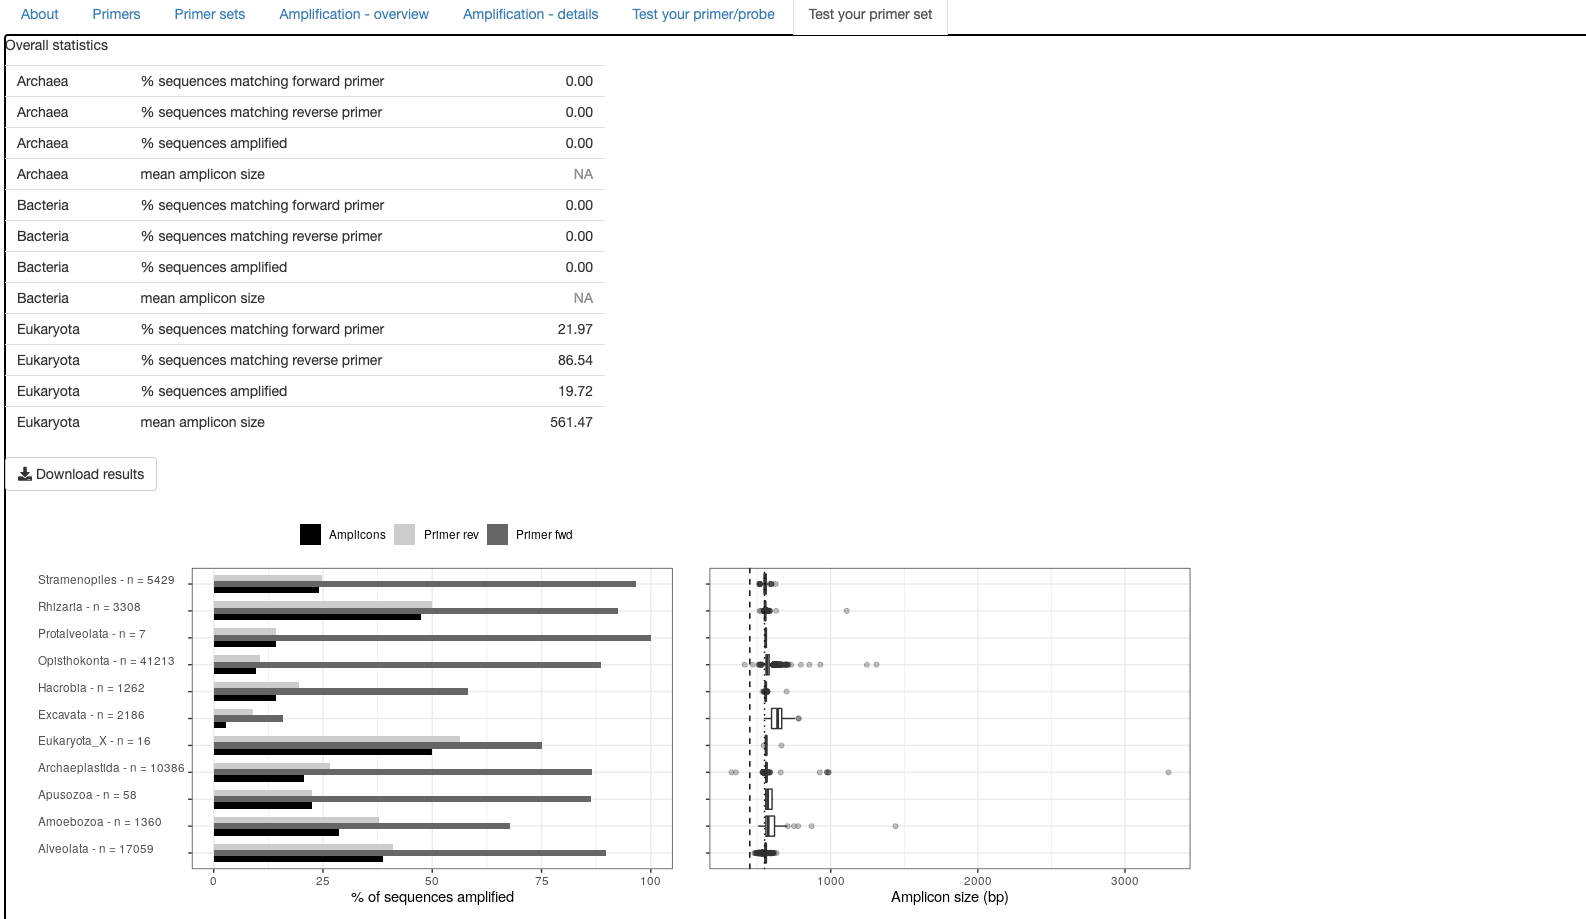 About Primers Primer sets Amplification - overview Amplification - details Test your primer/probe Test your primer set
Overall statistics
Archaea % sequences matching forward primer 0.00
Archaea % sequences matching reverse primer 0.00
Archaea % sequences amplified 0.00
Archaea mean amplicon size NA
Bacteria % sequences matching forward primer 0.00
Bacteria % sequences matching reverse primer 0.00
Bacteria % sequences amplified 0.00
Bacteria mean amplicon size NA
Eukaryota % sequences matching forward primer 21.97
Eukaryota % sequences matching reverse primer 86.54
Eukaryota % sequences amplified 19.72
Eukaryota mean amplicon size 561.47
Download results
Amplicons Primer rev Primer fwd
Stramenopiles - n = 5429
Rhizaria - n = 3308
Protalveolata - n = 7
Opisthokonta - n = 41213
Hacrobia - n = 1262
Excavata - n = 2186
Eukaryota_X - n = 16
Archaeplastida - n = 10386
Apusozoa - n = 58
Amoebozoa - n = 1360
Alveolata - n = 17059
0 25 50 75 100
% of sequences amplified
1000 2000 3000
Amplicon size (bp)